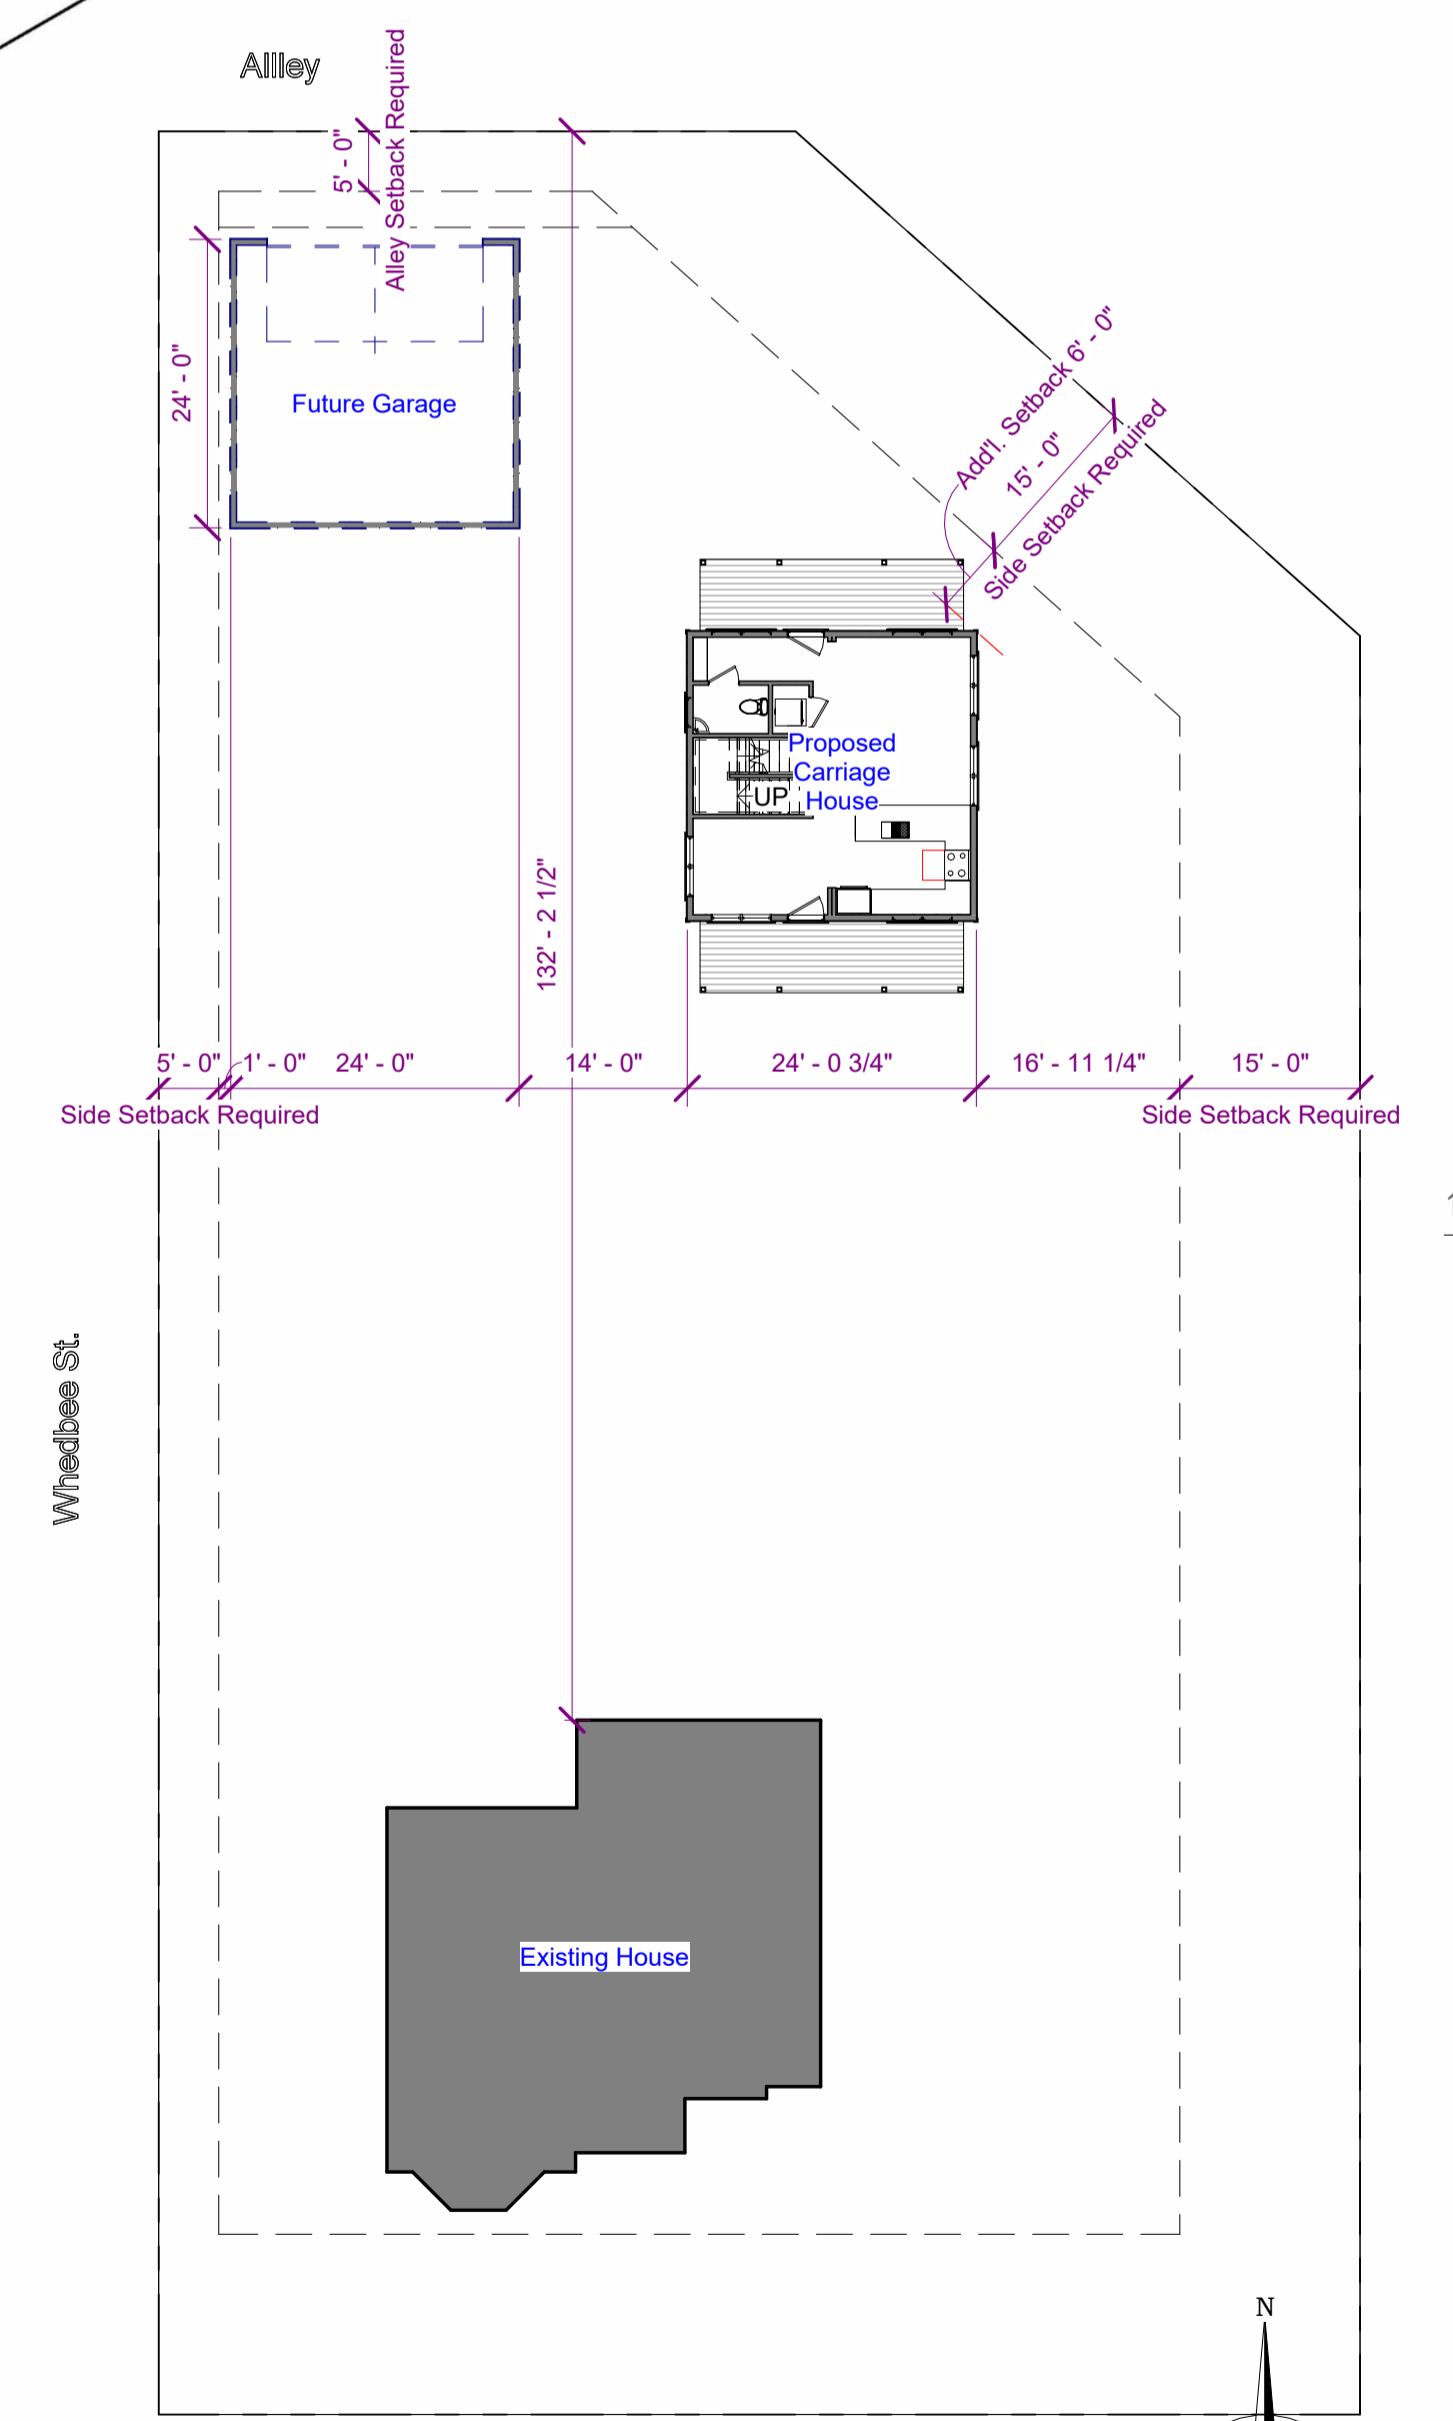 Allley
5' - 0"
Alley Setback Required
24' - 0"
Future Garage
Add'l. Setback 6' - 0"
15' - 0"
Side Setback Required
Proposed
Carriage
House
UP
132' - 2 1/2"
5' - 0" 1' - 0" 24' - 0" 14' - 0" 24' - 0 3/4" 16' - 11 1/4" 15' - 0"
Side Setback Required Side Setback Required
Whedbee St.
Existing House
N